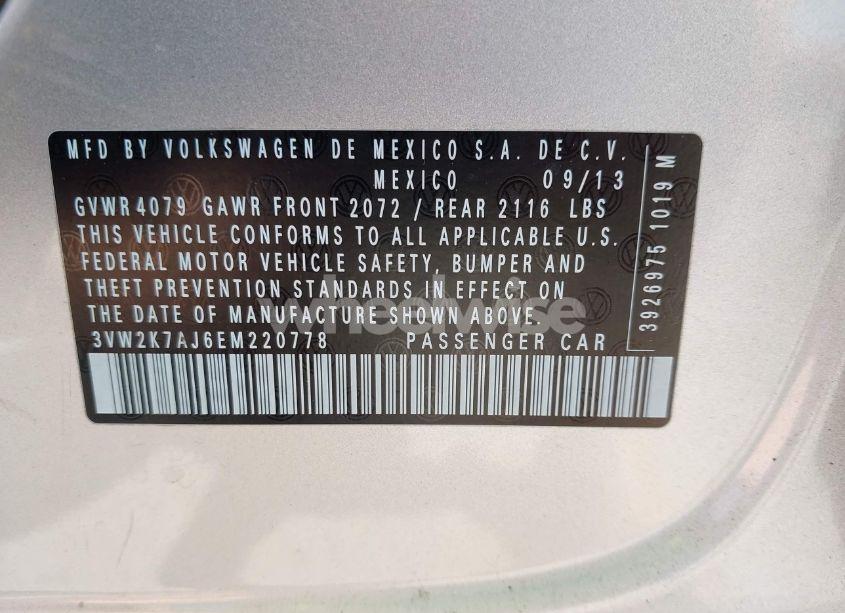 MFD BY VOLKSWAGEN DE MEXICO S.A. DE C.V.
MEXICO 09/13
GVWR 4079 GAWR FRONT 2072 / REAR 2116 LBS
THIS VEHICLE CONFORMS TO ALL APPLICABLE U.S.
FEDERAL MOTOR VEHICLE SAFETY, BUMPER AND
THEFT PREVENTION STANDARDS IN EFFECT ON
THE DATE OF MANUFACTURE SHOWN ABOVE.
3VW2K7AJ6EM220778 PASSENGER CAR
3926975 1019 M
wheelwise